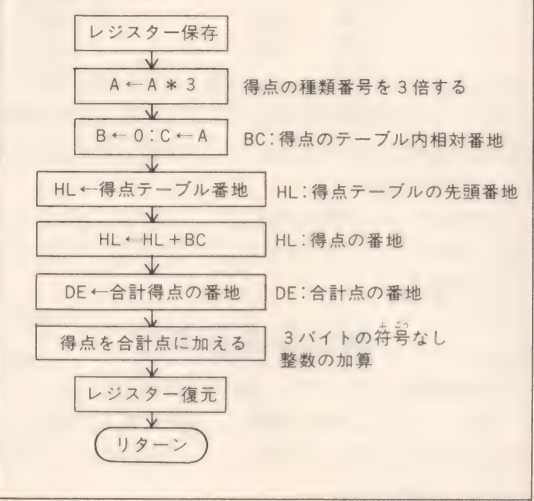 レジスター保存
A←A＊3 得点の種類番号を3倍する
B←0:C←A BC:得点のテーブル内相対番地
HL←得点テーブル番地 HL:得点テーブルの先頭番地
HL←HL+BC HL:得点の番地
DE←合計得点の番地 DE:合計点の番地
得点を合計点に加える 3バイトの符号なし
整数の加算
レジスター復元
リターン